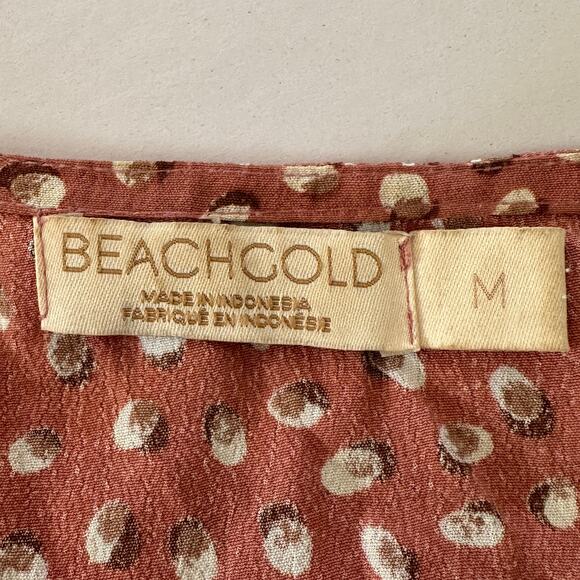 BEACHGOLD
MADE IN INDONESIA
FABRIQUÉ EN INDONÉSIE
M